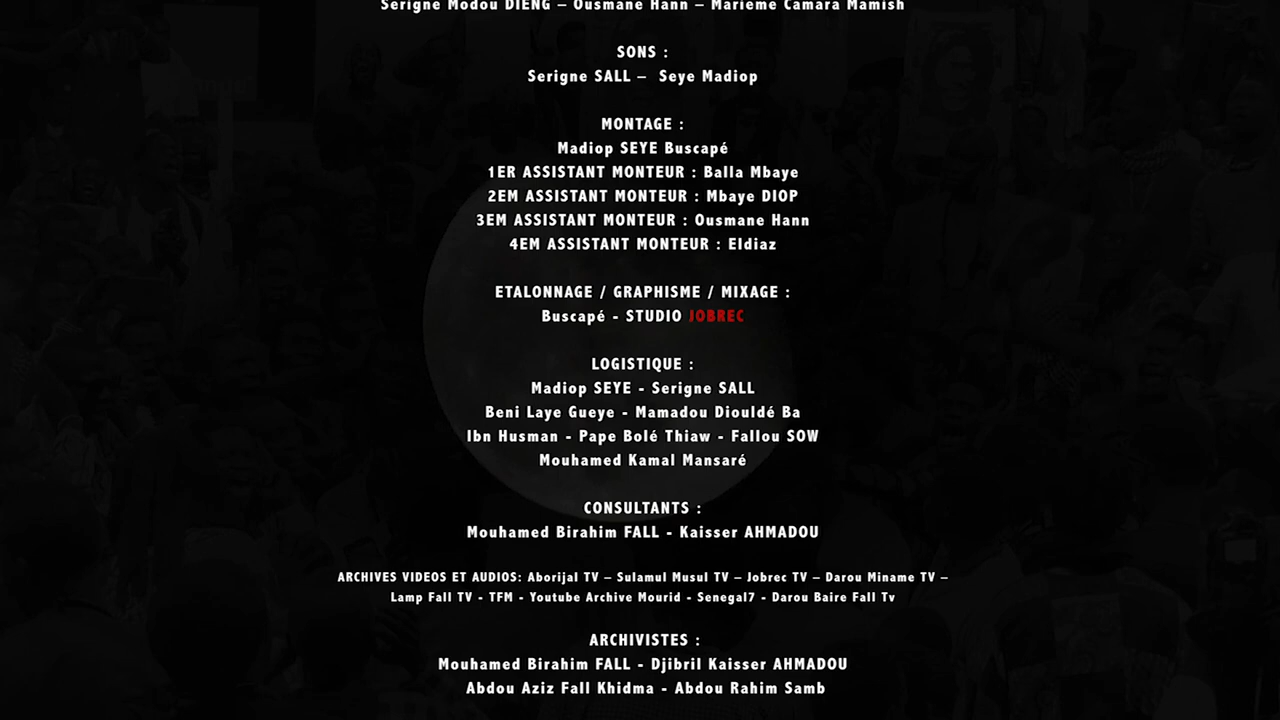 Serigne Modou DIENG – Ousmane Hann – Marieme Camara Mamish
SONS :
Serigne SALL – Seye Madiop
MONTAGE :
Madiop SEYE Buscapé
1ER ASSISTANT MONTEUR : Balla Mbaye
2EM ASSISTANT MONTEUR : Mbaye DIOP
3EM ASSISTANT MONTEUR : Ousmane Hann
4EM ASSISTANT MONTEUR : Eldiaz
ETALONNAGE / GRAPHISME / MIXAGE :
Buscapé - STUDIO JOBREC
LOGISTIQUE :
Madiop SEYE - Serigne SALL
Beni Laye Gueye - Mamadou Diouldé Ba
Ibn Husman - Pape Bolé Thiaw - Fallou SOW
Mouhamed Kamal Mansaré
CONSULTANTS :
Mouhamed Birahim FALL - Kaisser AHMADOU
ARCHIVES VIDEOS ET AUDIOS: Aborijal TV – Sulamul Musul TV – Jobrec TV – Darou Miname TV –
Lamp Fall TV - TFM - Youtube Archive Mourid - Senegal7 - Darou Baire Fall Tv
ARCHIVISTES :
Mouhamed Birahim FALL - Djibril Kaisser AHMADOU
Abdou Aziz Fall Khidma - Abdou Rahim Samb